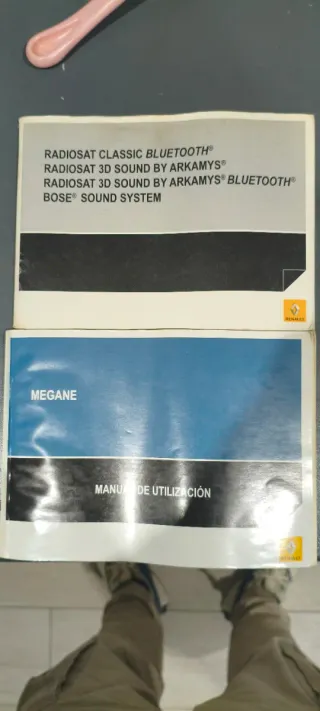 RADIOSAT CLASSIC BLUETOOTH®
RADIOSAT 3D SOUND BY ARKAMYS®
RADIOSAT 3D SOUND BY ARKAMYS® BLUETOOTH®
BOSE® SOUND SYSTEM
RENAULT
MEGANE
MANUAL DE UTILIZACIÓN